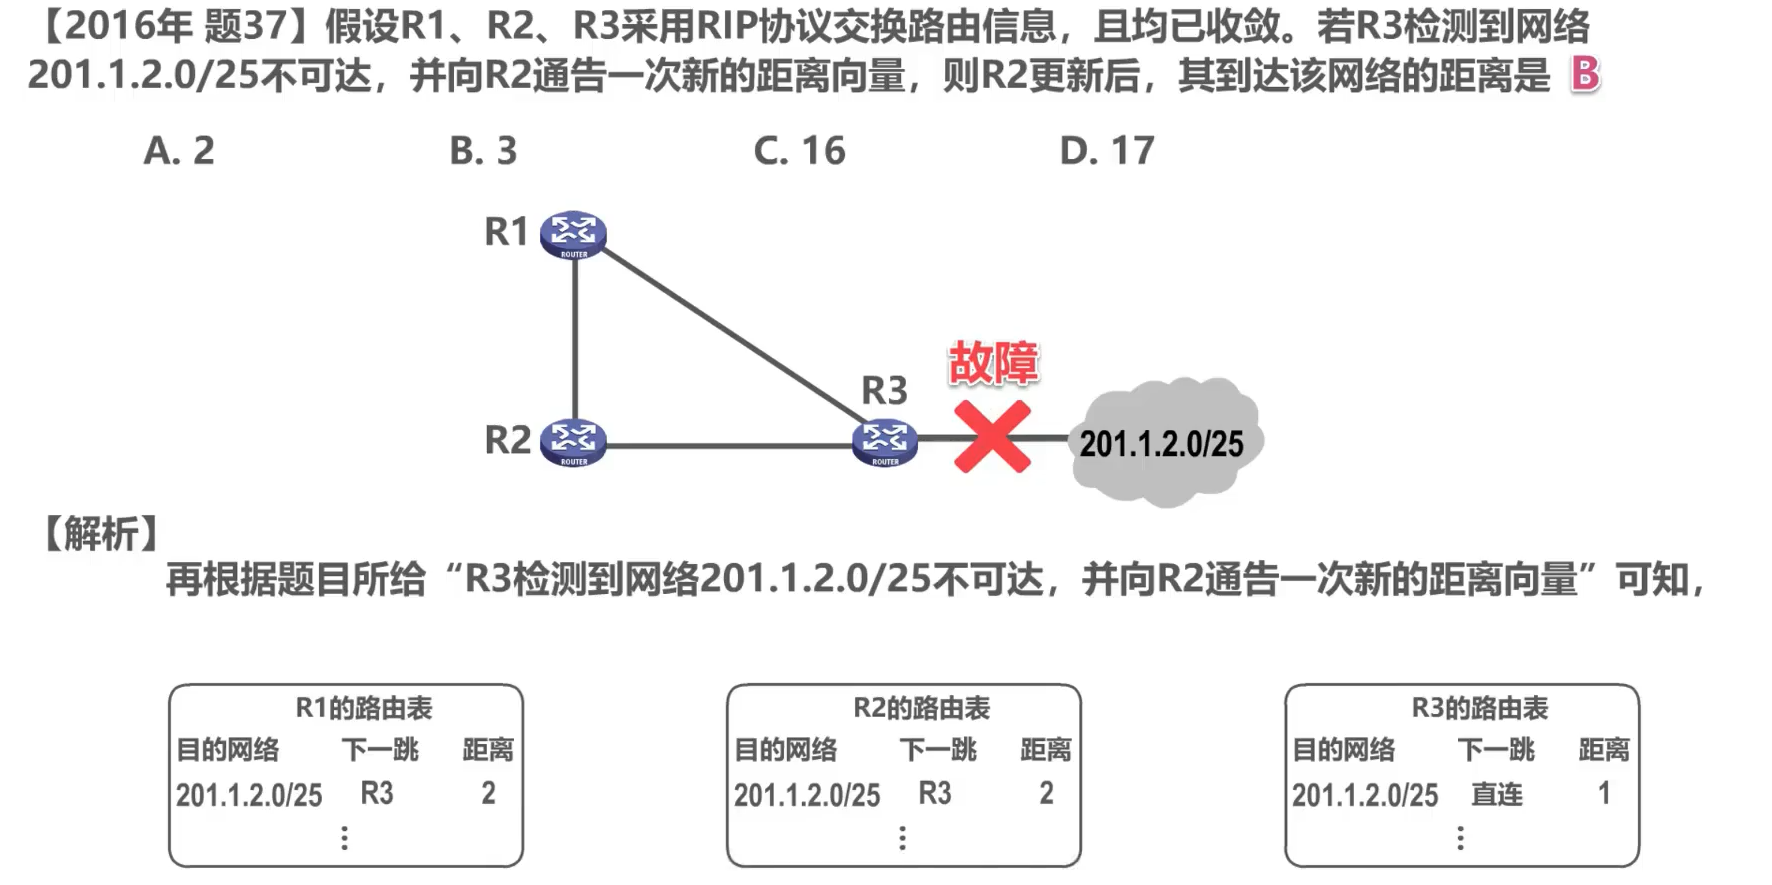 【2016年 题37】假设R1、R2、R3采用RIP协议交换路由信息，且均已收敛。若R3检测到网络
201.1.2.0/25不可达，并向R2通告一次新的距离向量，则R2更新后，其到达该网络的距离是 B
A. 2 B. 3 C. 16 D. 17
R1
ROUTER
故障
R3
R2
ROUTER
ROUTER
201.1.2.0/25
【解析】
再根据题目所给“R3检测到网络201.1.2.0/25不可达，并向R2通告一次新的距离向量”可知，
R1的路由表
目的网络 下一跳 距离
201.1.2.0/25 R3 2
⋮
R2的路由表
目的网络 下一跳 距离
201.1.2.0/25 R3 2
⋮
R3的路由表
目的网络 下一跳 距离
201.1.2.0/25 直连 1
⋮